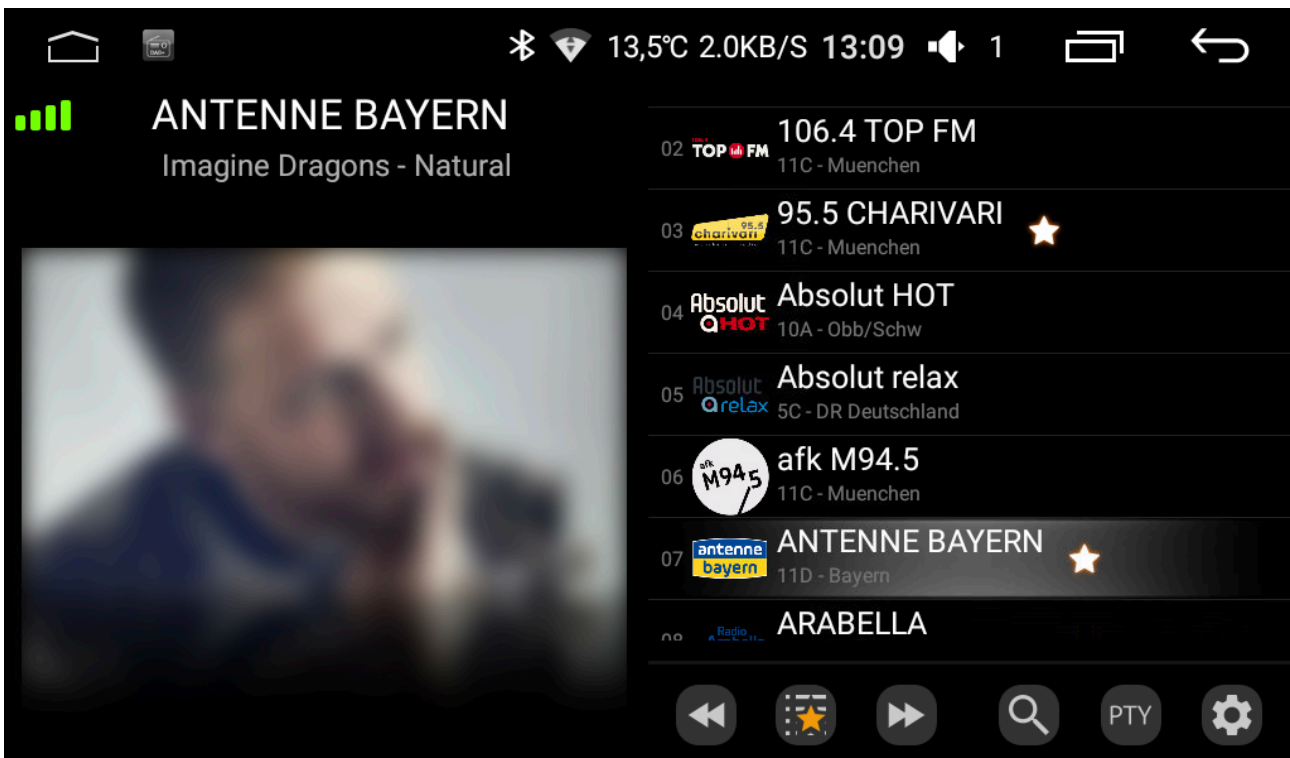 13,5℃ 2.0KB/S 13:09 1
ANTENNE BAYERN
Imagine Dragons - Natural
02 TOP FM 106.4 TOP FM
11C - Muenchen
03 charivari 95.5 95.5 CHARIVARI
11C - Muenchen
04 Absolut HOT Absolut HOT
10A - Obb/Schw
05 Absolut relax Absolut relax
5C - DR Deutschland
06 afk M94.5 afk M94.5
11C - Muenchen
07 antenne bayern ANTENNE BAYERN
11D - Bayern
Radio ARABELLA
PTY